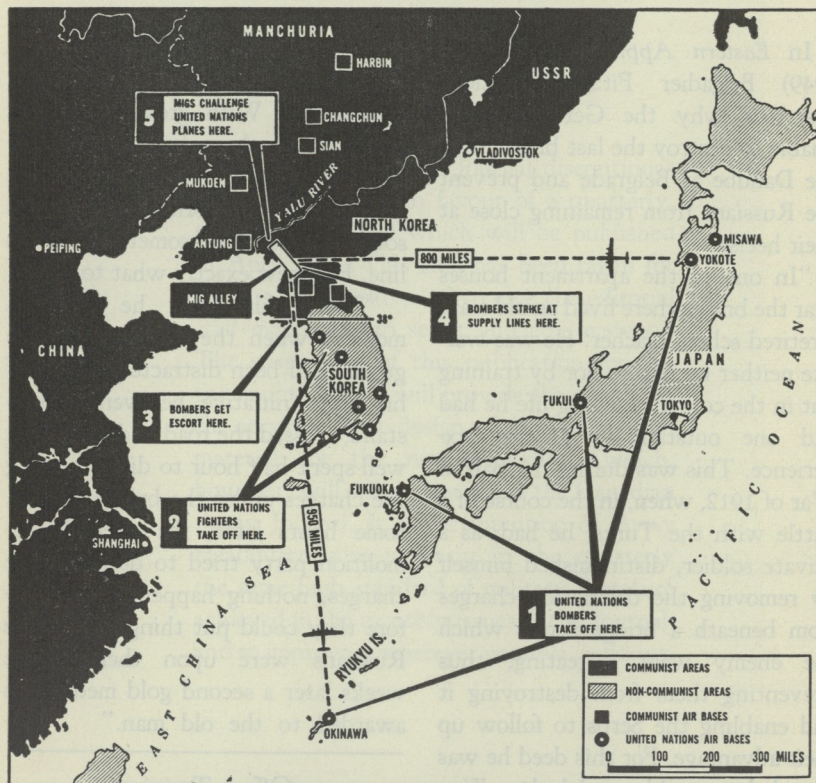 MANCHURIA
HARBIN
USSR
5
MIGS CHALLENGE
UNITED NATIONS
PLANES HERE.
CHANGCHUN
SIAN
VLADIVOSTOK
MUKDEN
YALU RIVER
NORTH KOREA
PEIPING
ANTUNG
800 MILES
MISAWA
YOKOTE
MIG ALLEY
4
BOMBERS STRIKE AT
SUPPLY LINES HERE.
38°
CHINA
SOUTH
KOREA
JAPAN
FUKUI
TOKYO
3
BOMBERS GET
ESCORT HERE.
FUKUOKA
2
UNITED NATIONS
FIGHTERS
TAKE OFF HERE.
950 MILES
SHANGHAI
PACIFIC OCEAN
1
UNITED NATIONS
BOMBERS
TAKE OFF HERE.
EAST CHINA SEA
RYUKYU IS.
OKINAWA
COMMUNIST AREAS
NON-COMMUNIST AREAS
COMMUNIST AIR BASES
UNITED NATIONS AIR BASES
0 100 200 300 MILES